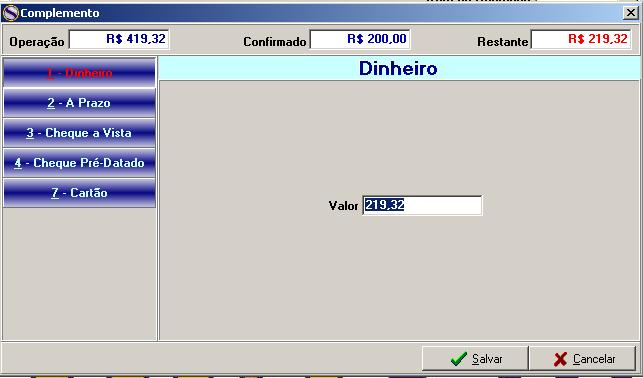 Complemento
Operação R$ 419,32 Confirmado R$ 200,00 Restante R$ 219,32
1 - Dinheiro
Dinheiro
2 - A Prazo
3 - Cheque a Vista
4 - Cheque Pré-Datado
7 - Cartão
Valor 219,32
Salvar Cancelar